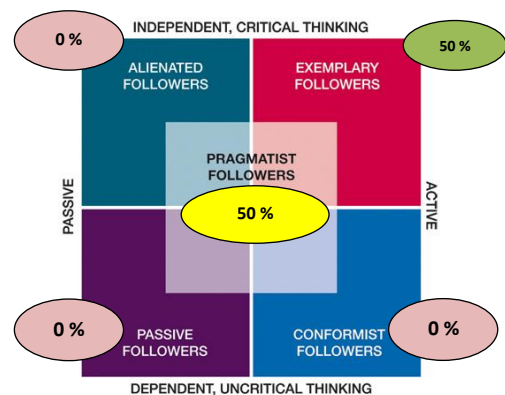 INDEPENDENT, CRITICAL THINKING
0 %
50 %
ALIENATED
FOLLOWERS
EXEMPLARY
FOLLOWERS
PRAGMATIST
FOLLOWERS
PASSIVE
ACTIVE
50 %
0 %
0 %
PASSIVE
FOLLOWERS
CONFORMIST
FOLLOWERS
DEPENDENT, UNCRITICAL THINKING